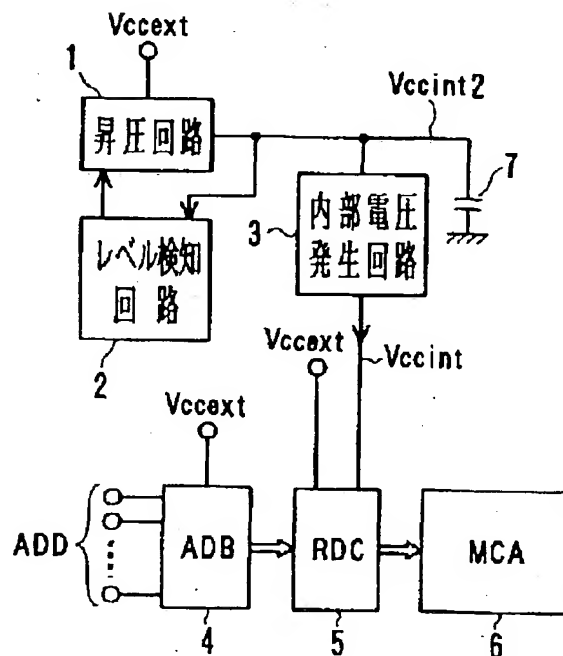 Vccext
1
昇圧回路
Vccint2
7
レベル検知
回路
2
3
内部電圧
発生回路
Vccext
Vccint
Vccext
ADD
ADB
RDC
MCA
4
5
6